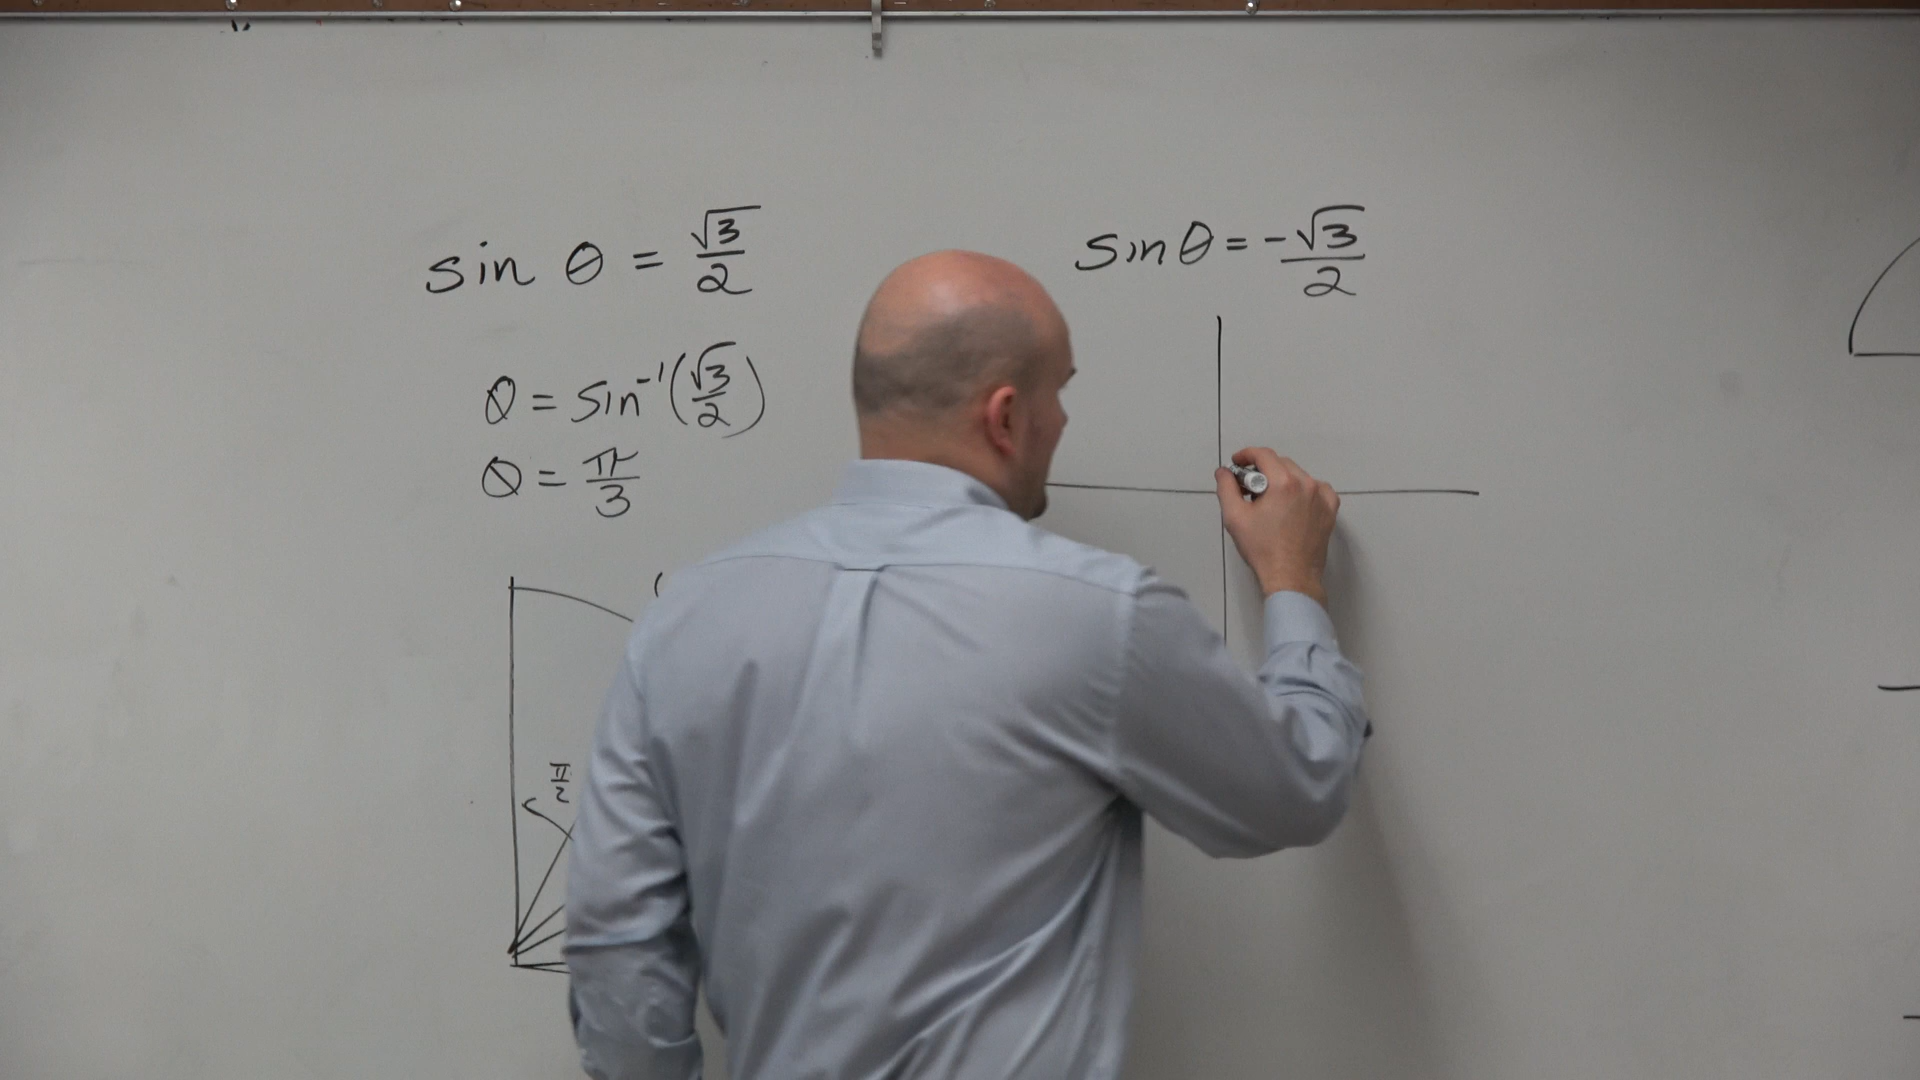 sin θ = √3/2
θ = sin⁻¹(√3/2)
θ = π/3
π/2
sin θ = -√3/2